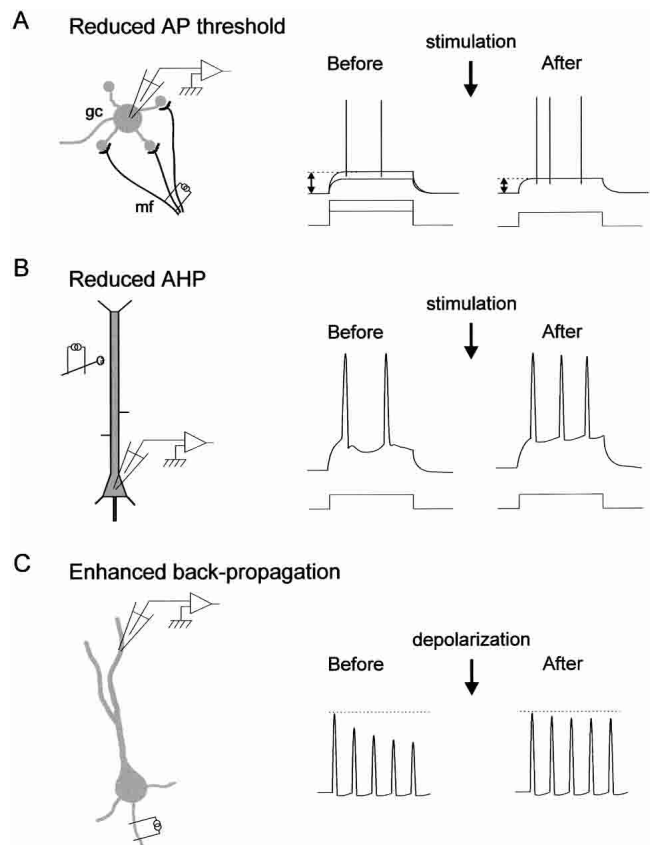 A
Reduced AP threshold
stimulation
Before
After
gc
mf
B
Reduced AHP
stimulation
Before
After
C
Enhanced back-propagation
depolarization
Before
After